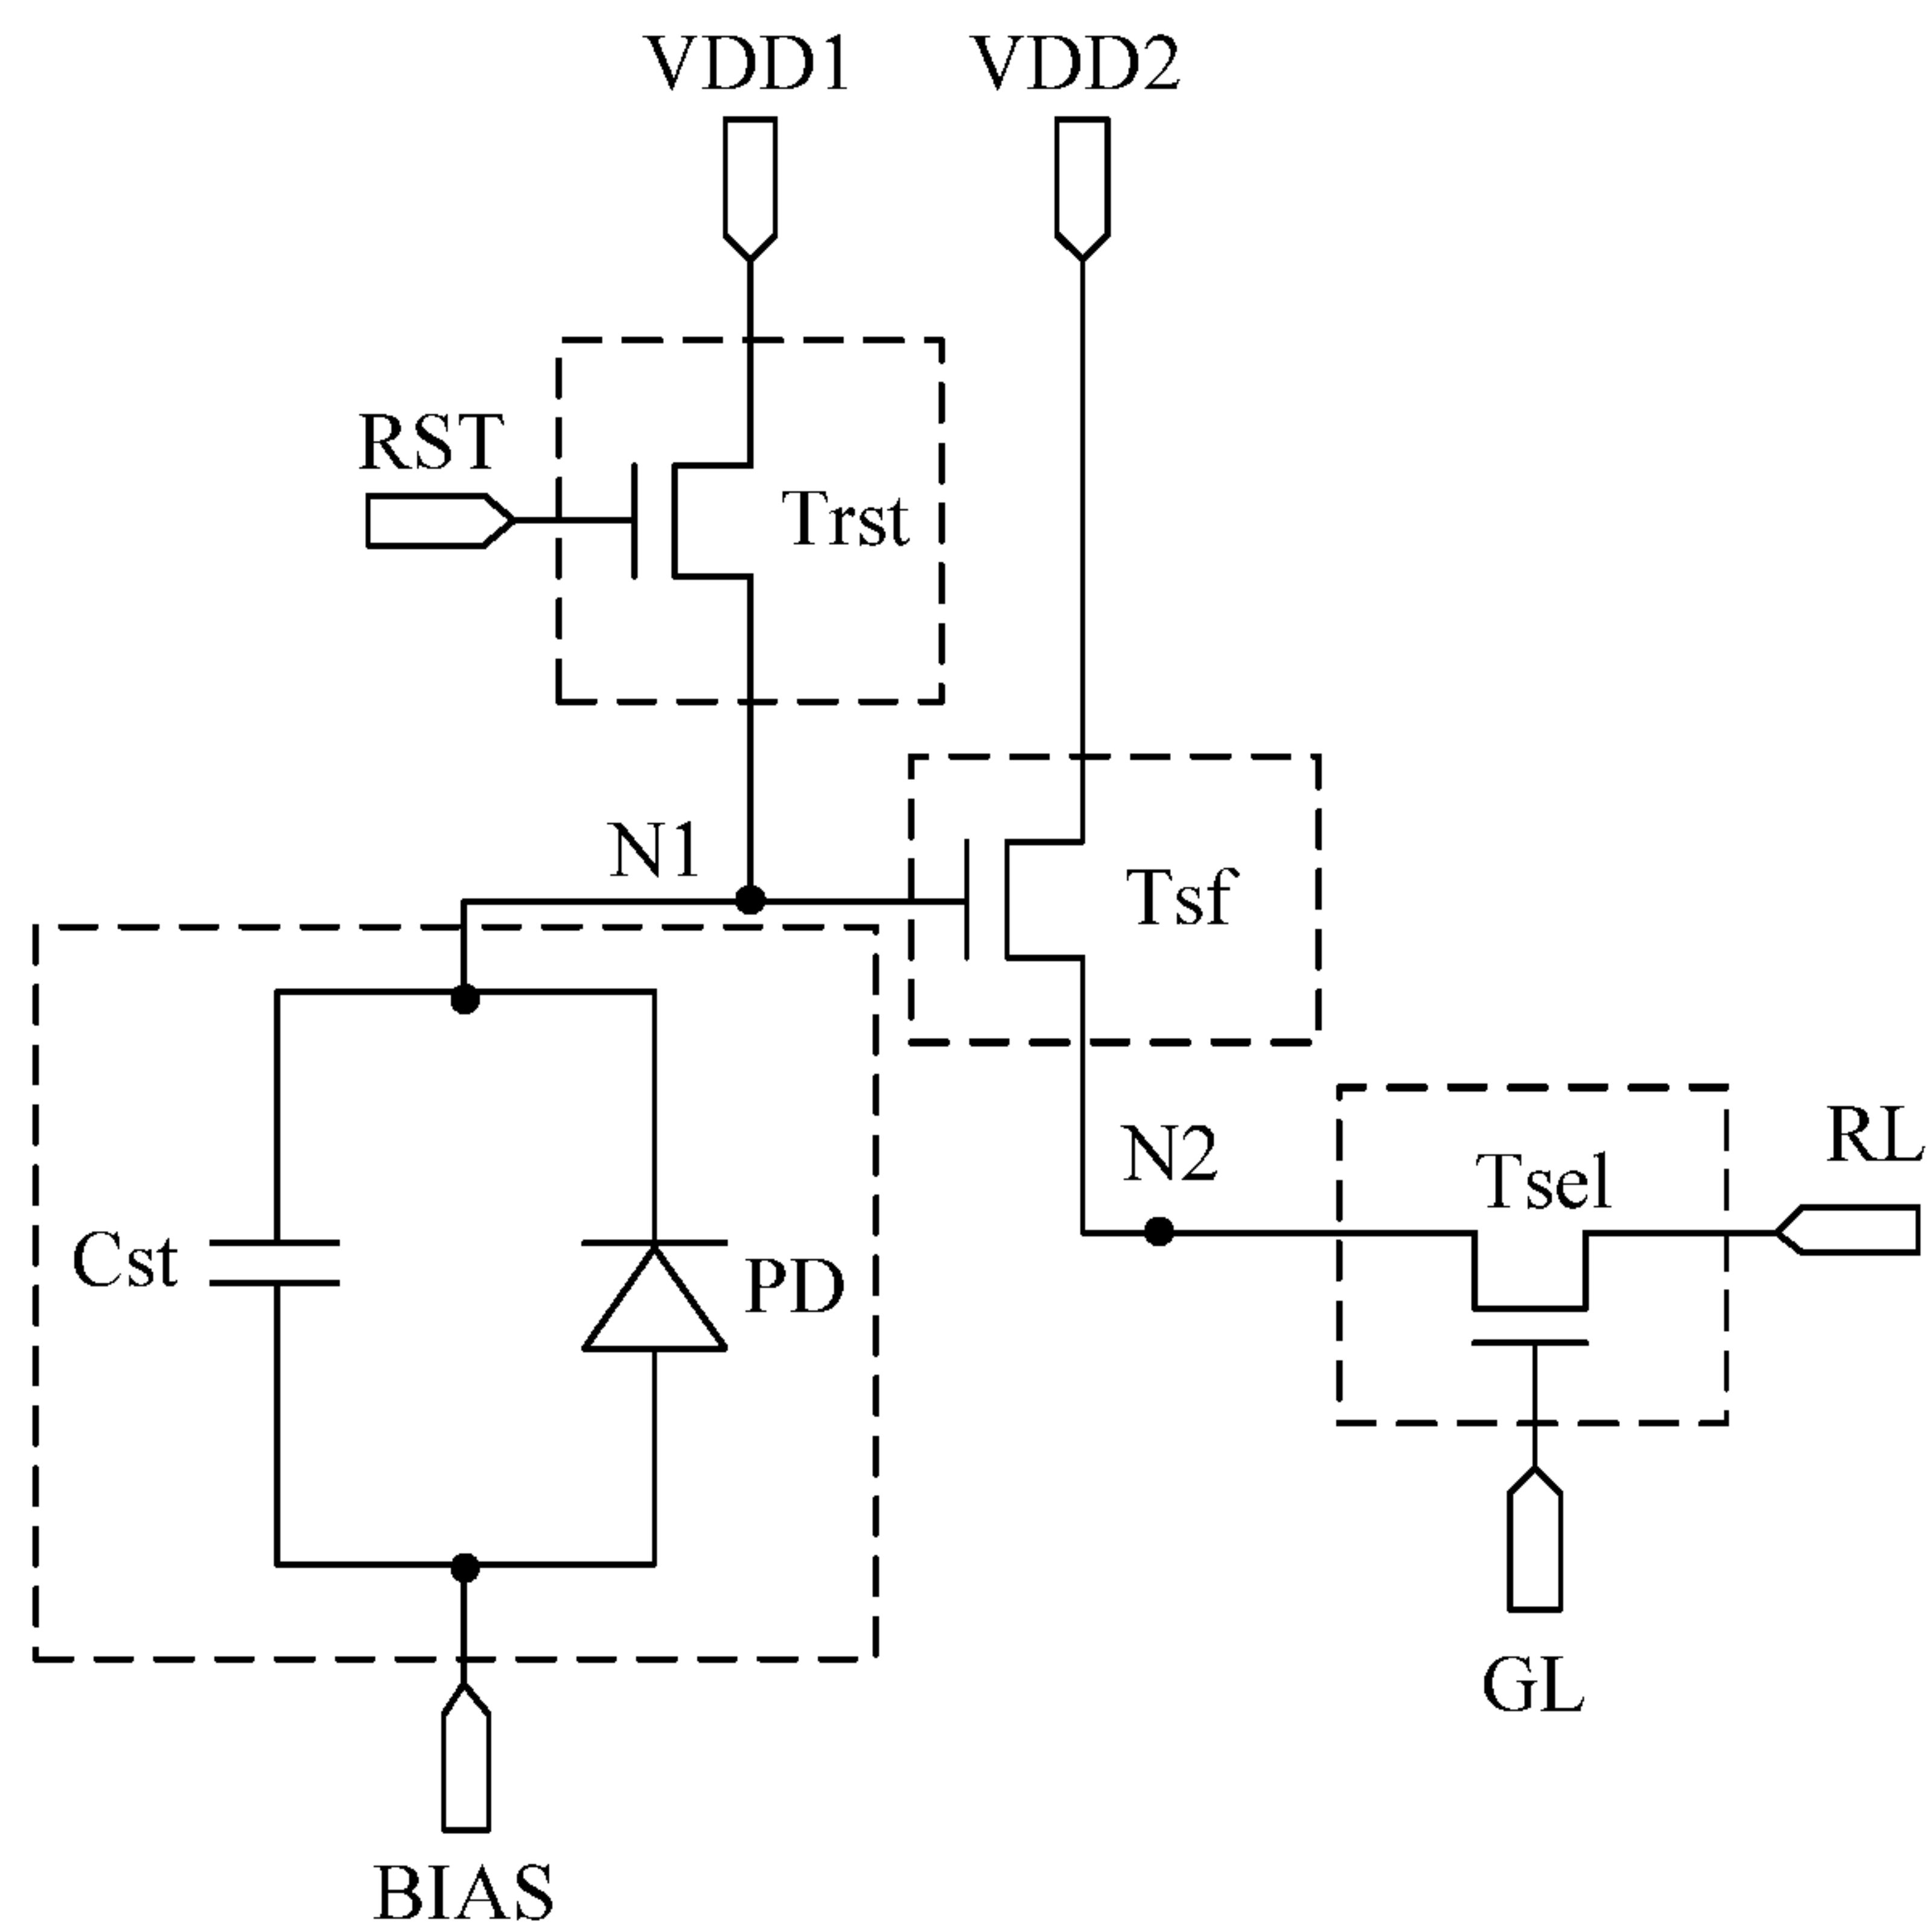 VDD1 VDD2
RST
Trst
N1
Tsf
N2
Tsel
RL
Cst
PD
GL
BIAS